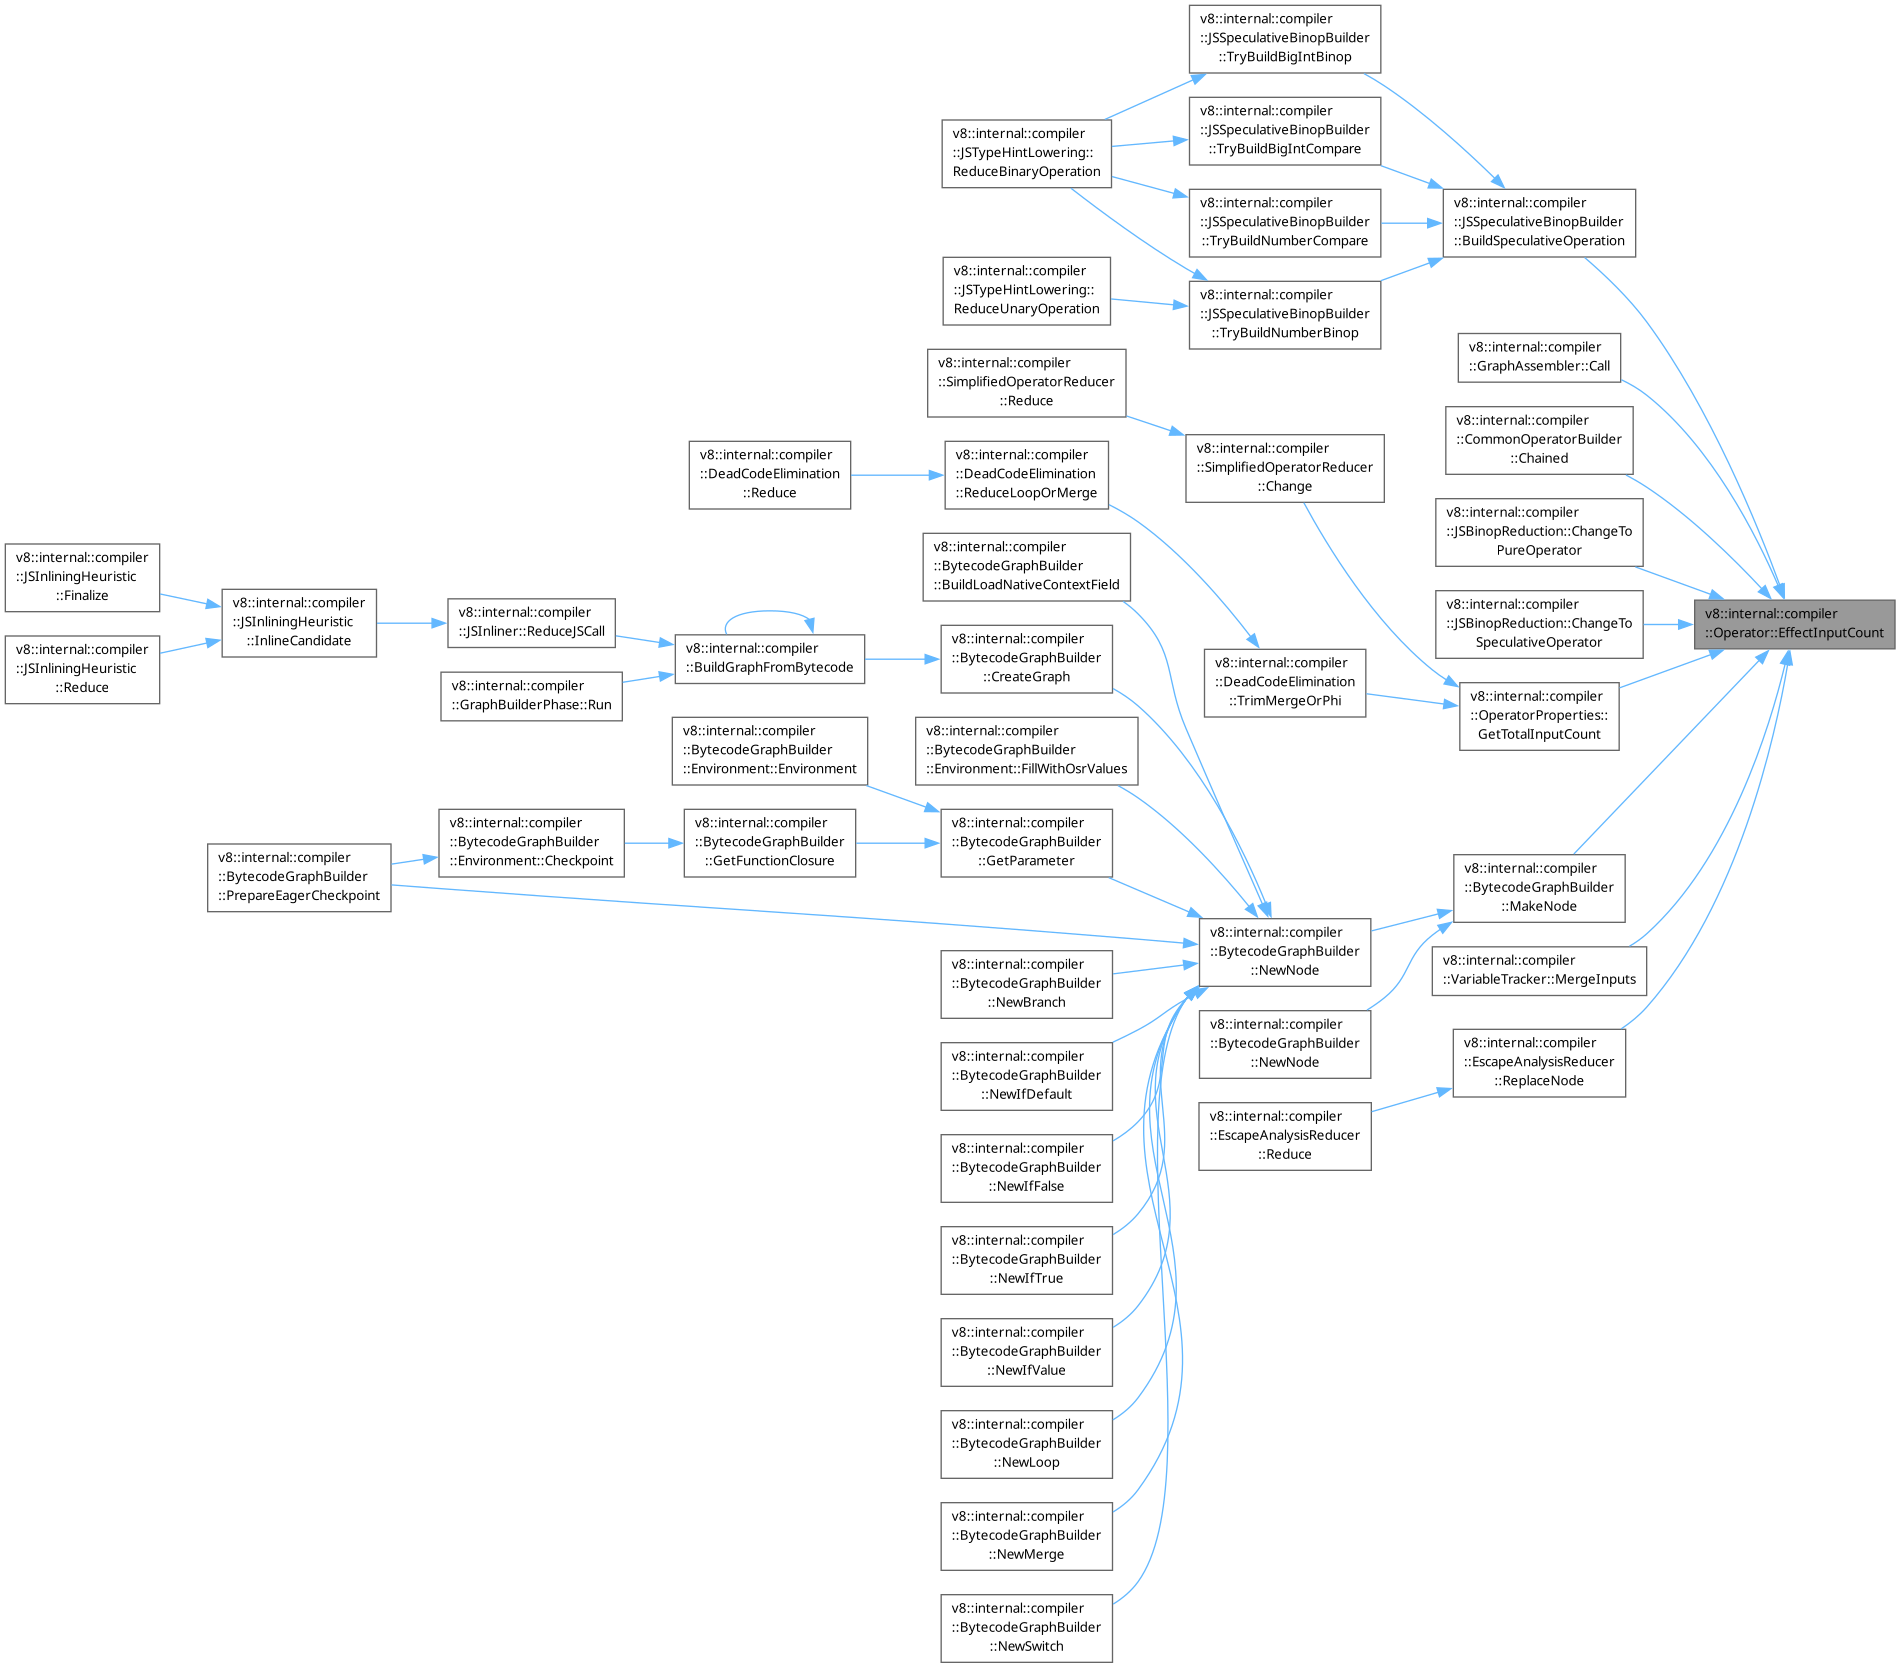 v8::internal::compiler
::JSSpeculativeBinopBuilder
::TryBuildBigIntBinop
v8::internal::compiler
::JSSpeculativeBinopBuilder
::TryBuildBigIntCompare
v8::internal::compiler
::JSTypeHintLowering::
ReduceBinaryOperation
v8::internal::compiler
::JSSpeculativeBinopBuilder
::TryBuildNumberCompare
v8::internal::compiler
::JSSpeculativeBinopBuilder
::BuildSpeculativeOperation
v8::internal::compiler
::JSTypeHintLowering::
ReduceUnaryOperation
v8::internal::compiler
::JSSpeculativeBinopBuilder
::TryBuildNumberBinop
v8::internal::compiler
::GraphAssembler::Call
v8::internal::compiler
::SimplifiedOperatorReducer
::Reduce
v8::internal::compiler
::CommonOperatorBuilder
::Chained
v8::internal::compiler
::SimplifiedOperatorReducer
::Change
v8::internal::compiler
::DeadCodeElimination
::Reduce
v8::internal::compiler
::DeadCodeElimination
::ReduceLoopOrMerge
v8::internal::compiler
::JSBinopReduction::ChangeTo
PureOperator
v8::internal::compiler
::BytecodeGraphBuilder
::BuildLoadNativeContextField
v8::internal::compiler
::JSInliningHeuristic
::Finalize
v8::internal::compiler
::JSInliningHeuristic
::InlineCandidate
v8::internal::compiler
::JSInliner::ReduceJSCall
v8::internal::compiler
::JSBinopReduction::ChangeTo
SpeculativeOperator
v8::internal::compiler
::Operator::EffectInputCount
v8::internal::compiler
::JSInliningHeuristic
::Reduce
v8::internal::compiler
::BuildGraphFromBytecode
v8::internal::compiler
::BytecodeGraphBuilder
::CreateGraph
v8::internal::compiler
::DeadCodeElimination
::TrimMergeOrPhi
v8::internal::compiler
::GraphBuilderPhase::Run
v8::internal::compiler
::OperatorProperties::
GetTotalInputCount
v8::internal::compiler
::BytecodeGraphBuilder
::Environment::Environment
v8::internal::compiler
::BytecodeGraphBuilder
::Environment::FillWithOsrValues
v8::internal::compiler
::BytecodeGraphBuilder
::PrepareEagerCheckpoint
v8::internal::compiler
::BytecodeGraphBuilder
::Environment::Checkpoint
v8::internal::compiler
::BytecodeGraphBuilder
::GetFunctionClosure
v8::internal::compiler
::BytecodeGraphBuilder
::GetParameter
v8::internal::compiler
::BytecodeGraphBuilder
::MakeNode
v8::internal::compiler
::BytecodeGraphBuilder
::NewNode
v8::internal::compiler
::VariableTracker::MergeInputs
v8::internal::compiler
::BytecodeGraphBuilder
::NewBranch
v8::internal::compiler
::BytecodeGraphBuilder
::NewNode
v8::internal::compiler
::EscapeAnalysisReducer
::ReplaceNode
v8::internal::compiler
::BytecodeGraphBuilder
::NewIfDefault
v8::internal::compiler
::EscapeAnalysisReducer
::Reduce
v8::internal::compiler
::BytecodeGraphBuilder
::NewIfFalse
v8::internal::compiler
::BytecodeGraphBuilder
::NewIfTrue
v8::internal::compiler
::BytecodeGraphBuilder
::NewIfValue
v8::internal::compiler
::BytecodeGraphBuilder
::NewLoop
v8::internal::compiler
::BytecodeGraphBuilder
::NewMerge
v8::internal::compiler
::BytecodeGraphBuilder
::NewSwitch